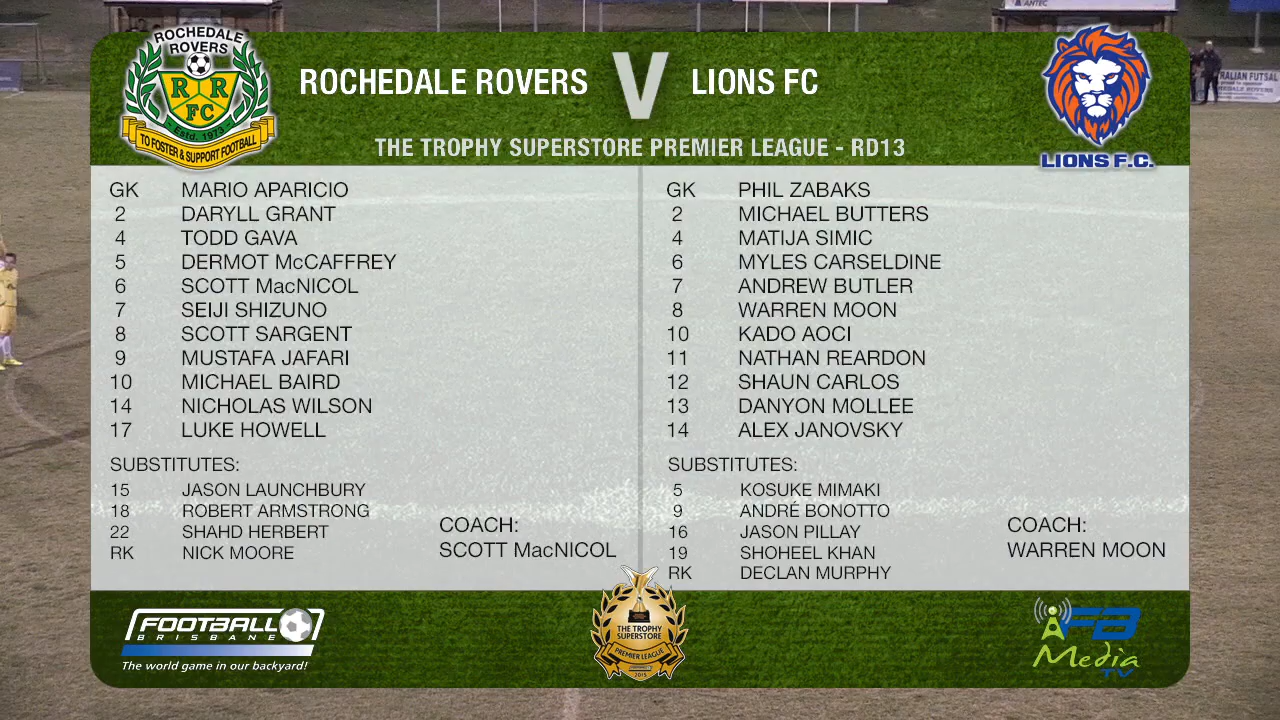 ANTEC
ROCHEDALE
ROVERS
R R
FC
Estd. 1973
TO FOSTER & SUPPORT FOOTBALL
ROCHEDALE ROVERS V LIONS FC
THE TROPHY SUPERSTORE PREMIER LEAGUE - RD13
LIONS F.C.
RALIAN FUTSAL
GK MARIO APARICIO
2 DARYLL GRANT
4 TODD GAVA
5 DERMOT McCAFFREY
6 SCOTT MacNICOL
7 SEIJI SHIZUNO
8 SCOTT SARGENT
9 MUSTAFA JAFARI
10 MICHAEL BAIRD
14 NICHOLAS WILSON
17 LUKE HOWELL
SUBSTITUTES:
15 JASON LAUNCHBURY
18 ROBERT ARMSTRONG
22 SHAHD HERBERT
RK NICK MOORE
COACH:
SCOTT MacNICOL
GK PHIL ZABAKS
2 MICHAEL BUTTERS
4 MATIJA SIMIC
6 MYLES CARSELDINE
7 ANDREW BUTLER
8 WARREN MOON
10 KADO AOCI
11 NATHAN REARDON
12 SHAUN CARLOS
13 DANYON MOLLEE
14 ALEX JANOVSKY
SUBSTITUTES:
5 KOSUKE MIMAKI
9 ANDRÉ BONOTTO
16 JASON PILLAY
19 SHOHEEL KHAN
RK DECLAN MURPHY
COACH:
WARREN MOON
FOOTBALL
BRISBANE
The world game in our backyard!
THE TROPHY
SUPERSTORE
PREMIER LEAGUE
2015
iFB
Media
TV